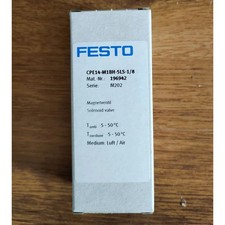 FESTO
CPE14-M1BH-5LS-1/8
Mat.-Nr. 196942
Serie: M202
Magnetventil
Solenoid valve
-5 - 50 °C
-5 - 50 °C
Medium: Luft / Air